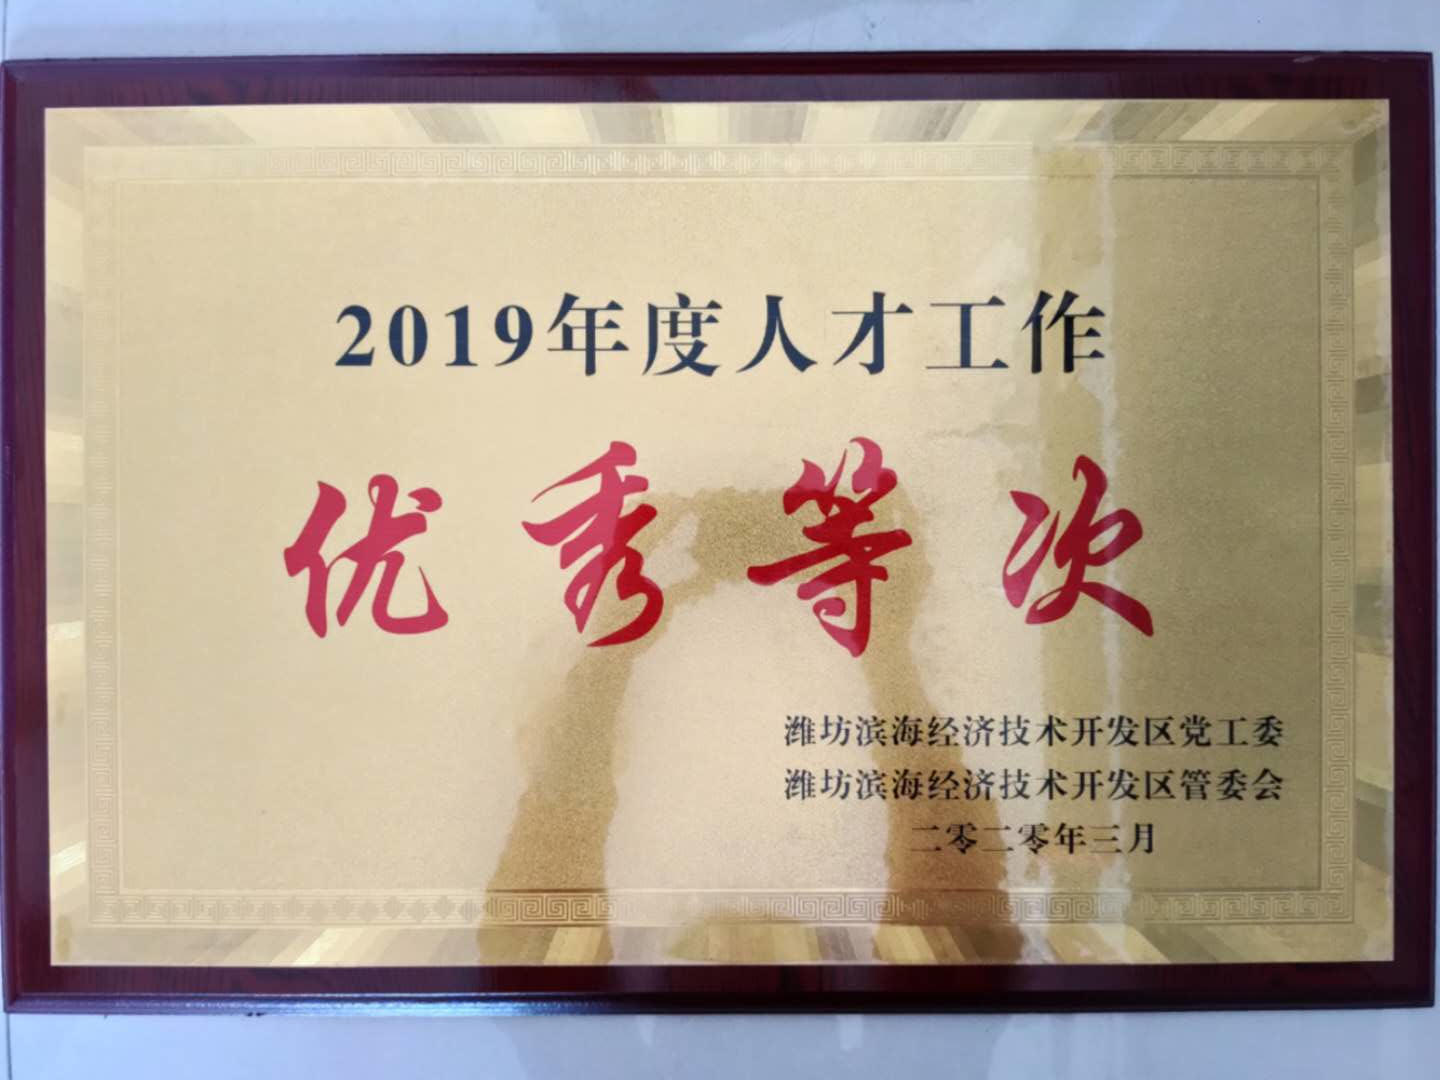 2019年度人才工作
优秀等次
潍坊滨海经济技术开发区党工委
潍坊滨海经济技术开发区管委会
二零二零年三月